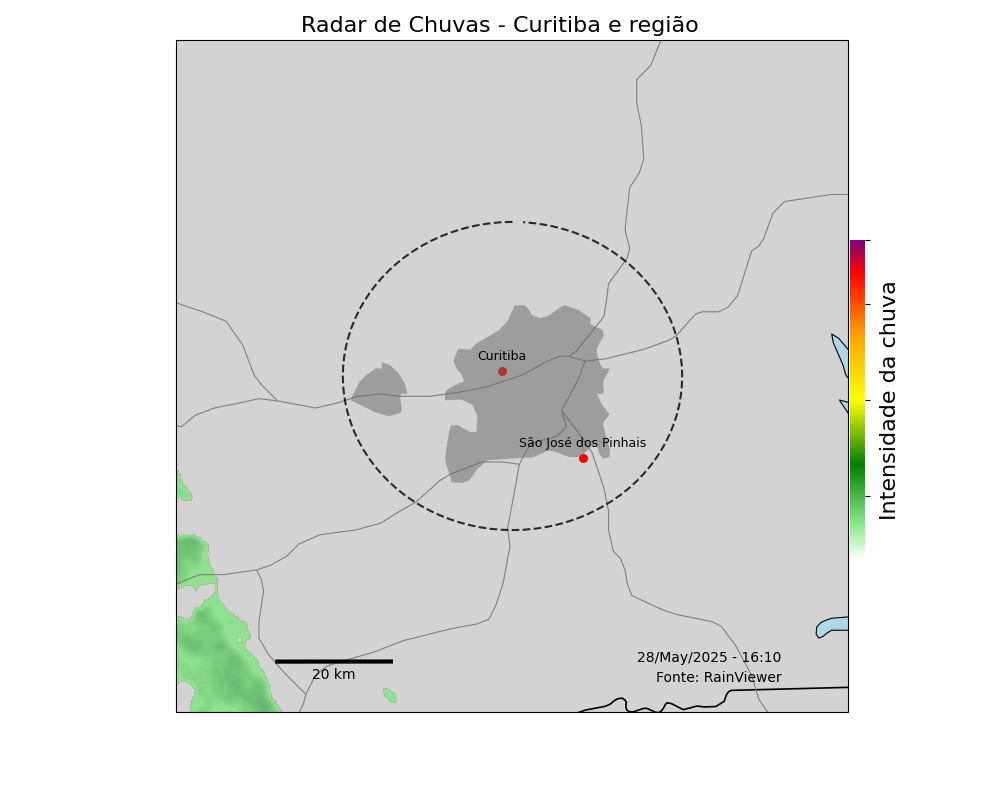 Radar de Chuvas - Curitiba e região
Curitiba
São José dos Pinhais
Intensidade da chuva
28/May/2025 - 16:10
20 km
Fonte: RainViewer